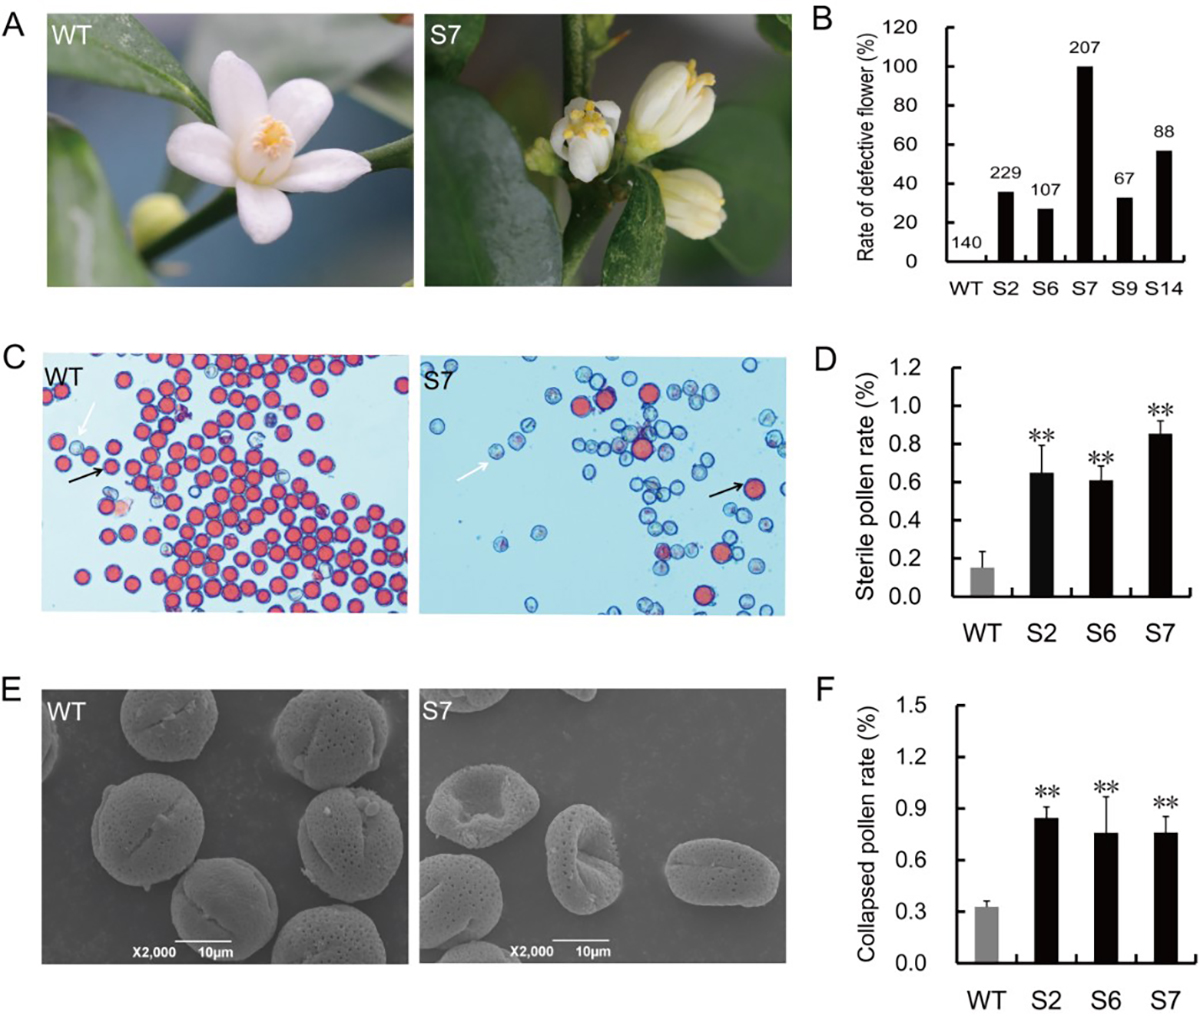 A
WT
S7
B
Rate of defective flower (%)
120
100
80
60
40
20
0
140
229
107
207
67
88
WT S2 S6 S7 S9 S14
C
WT
S7
D
Sterile pollen rate (%)
1.2
1.0
0.8
0.6
0.4
0.2
0.0
**
**
**
WT S2 S6 S7
E
WT
X2,000 10μm
S7
X2,000 10μm
F
Collapsed pollen rate (%)
1.5
1.2
0.9
0.6
0.3
0.0
**
**
**
WT S2 S6 S7